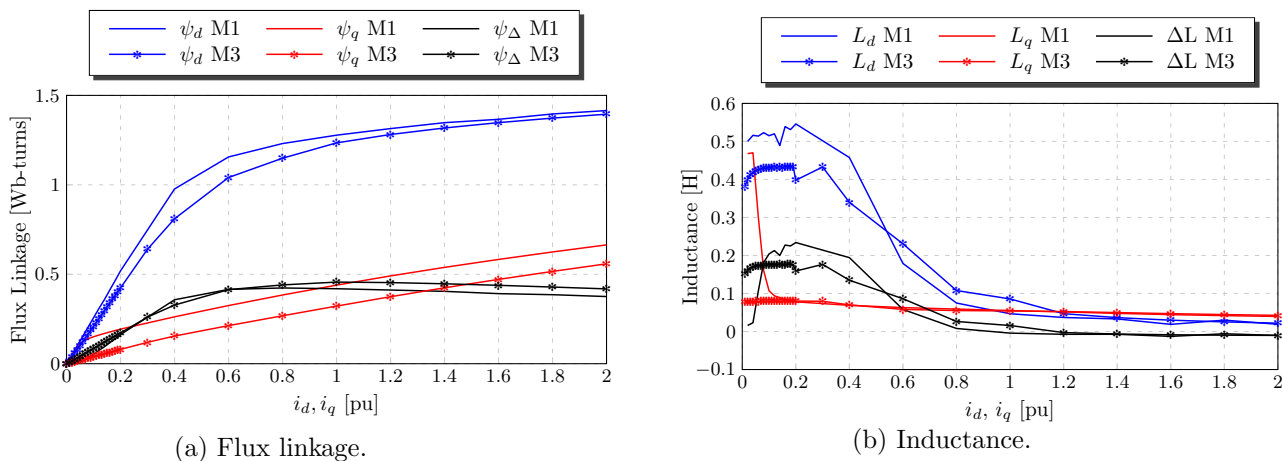 ψd M1 ψq M1 ψΔ M1
ψd M3 ψq M3 ψΔ M3
Flux Linkage [Wb-turns]
1.5
1
0.5
0
0 0.2 0.4 0.6 0.8 1 1.2 1.4 1.6 1.8 2
id, iq [pu]
(a) Flux linkage.
Ld M1 Lq M1 ΔL M1
Ld M3 Lq M3 ΔL M3
Inductance [H]
0.6
0.5
0.4
0.3
0.2
0.1
0
−0.1
0 0.2 0.4 0.6 0.8 1 1.2 1.4 1.6 1.8 2
id, iq [pu]
(b) Inductance.